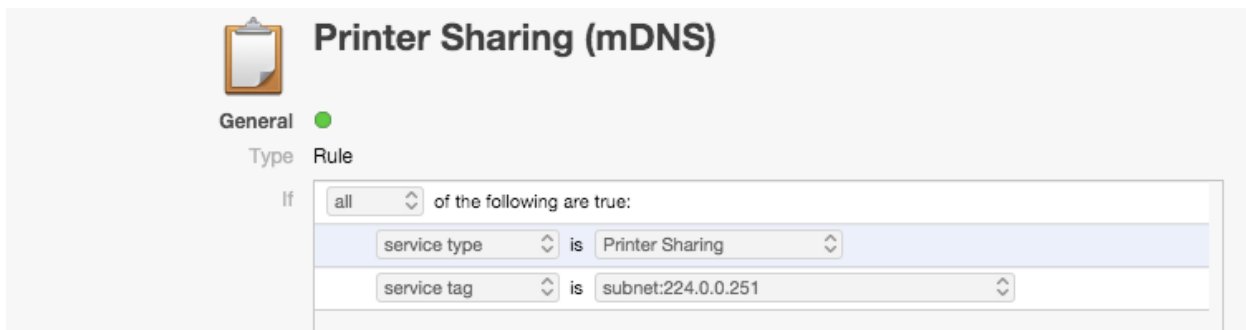 Printer Sharing (mDNS)
General
Type Rule
If all of the following are true:
service type is Printer Sharing
service tag is subnet:224.0.0.251